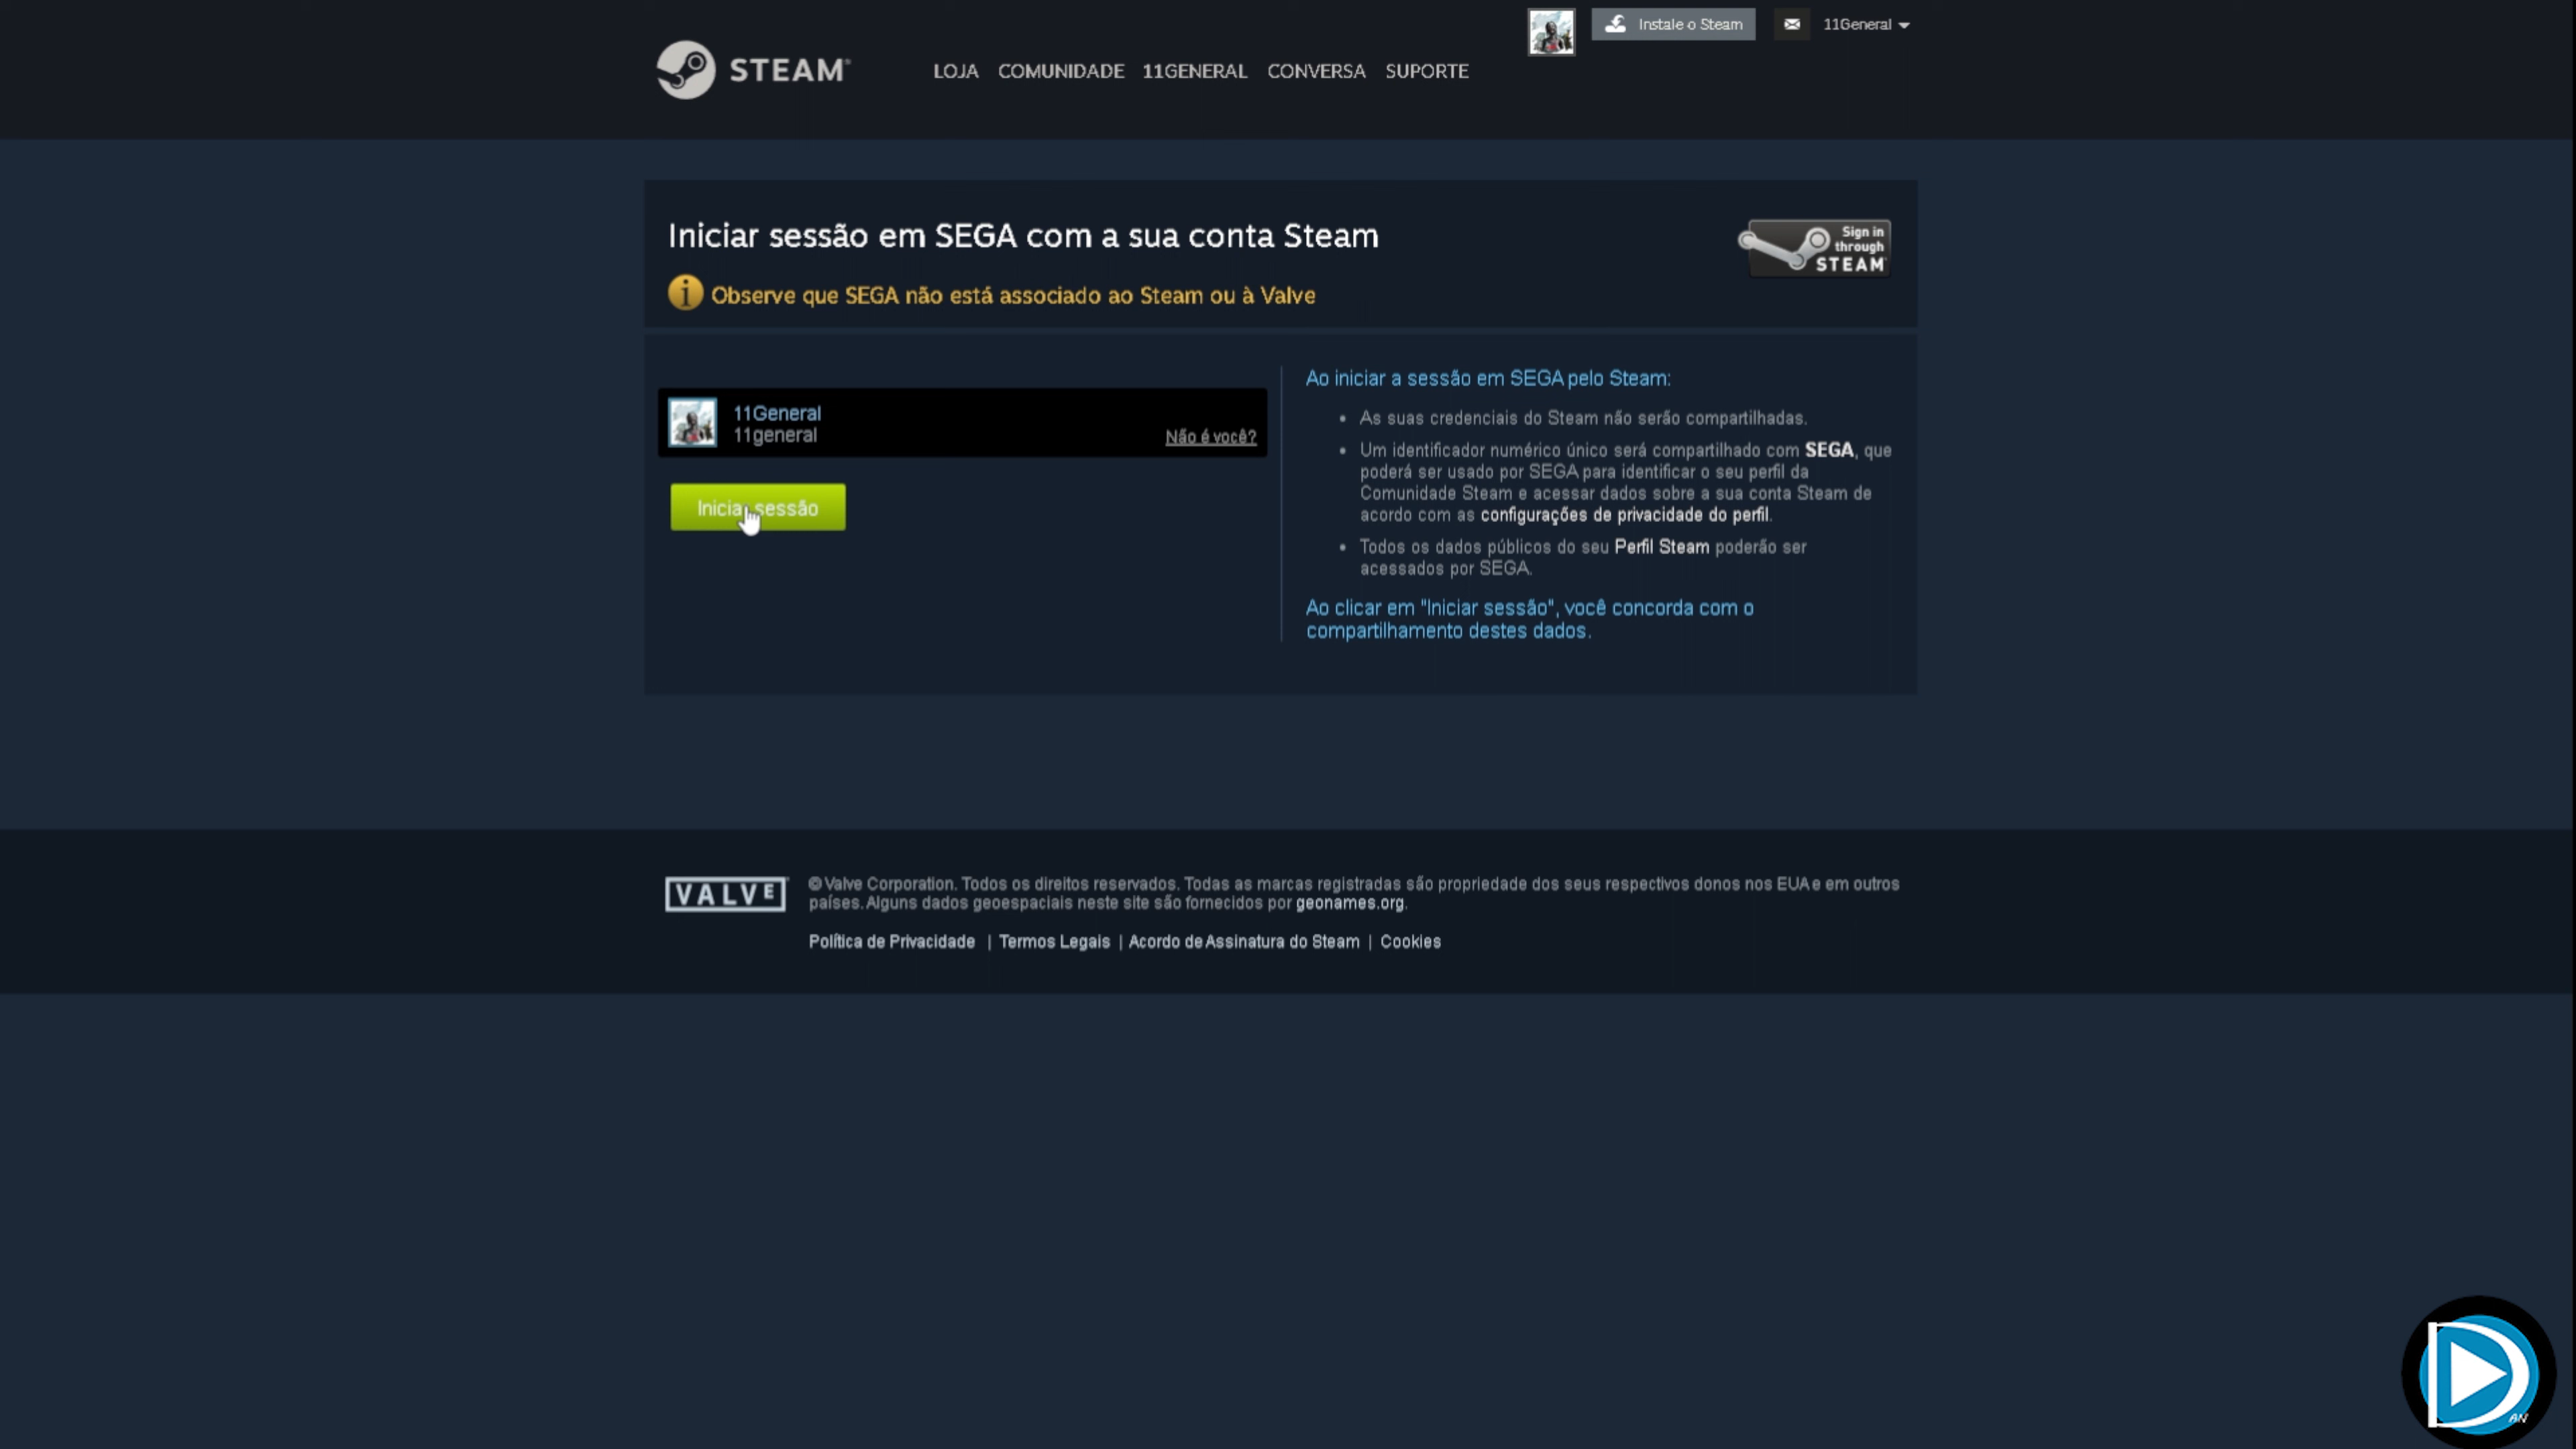 Instale o Steam
11General
STEAM®
LOJA COMUNIDADE 11GENERAL CONVERSA SUPORTE
Iniciar sessão em SEGA com a sua conta Steam
Sign in
through
STEAM
Observe que SEGA não está associado ao Steam ou à Valve
11General
11general
Não é você?
Iniciar sessão
Ao iniciar a sessão em SEGA pelo Steam:
• As suas credenciais do Steam não serão compartilhadas.
• Um identificador numérico único será compartilhado com SEGA, que
poderá ser usado por SEGA para identificar o seu perfil da
Comunidade Steam e acessar dados sobre a sua conta Steam de
acordo com as configurações de privacidade do perfil.
• Todos os dados públicos do seu Perfil Steam poderão ser
acessados por SEGA.
Ao clicar em "Iniciar sessão", você concorda com o
compartilhamento destes dados.
VALVE
© Valve Corporation. Todos os direitos reservados. Todas as marcas registradas são propriedade dos seus respectivos donos nos EUA e em outros
países. Alguns dados geoespaciais neste site são fornecidos por geonames.org.
Política de Privacidade | Termos Legais | Acordo de Assinatura do Steam | Cookies
D
AN